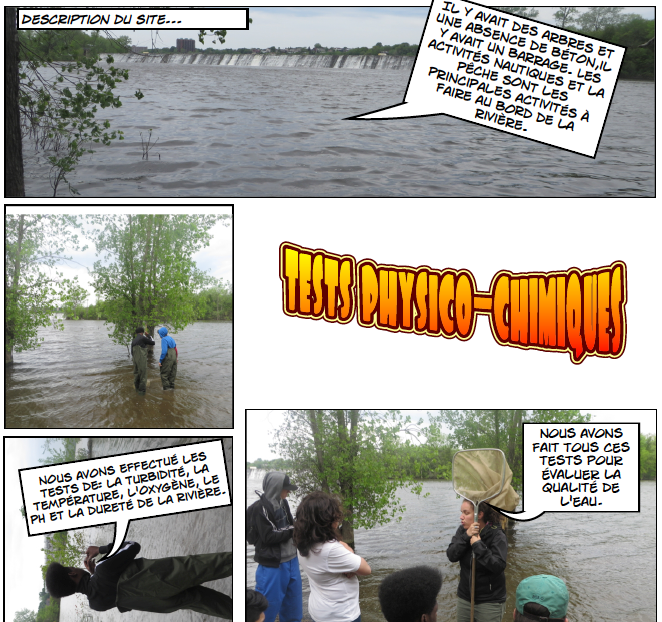 DESCRIPTION DU SITE...
IL Y AVAIT DES ARBRES ET
UNE ABSENCE DE BÉTON,IL
Y AVAIT UN BARRAGE. LES
ACTIVITÉS NAUTIQUES ET LA
PÊCHE SONT LES
PRINCIPALES ACTIVITÉS À
FAIRE AU BORD DE LA
RIVIÈRE.
TESTS PHYSICO-CHIMIQUES
NOUS AVONS EFFECTUÉ LES
TESTS DE: LA TURBIDITÉ, LA
TEMPÉRATURE, L'OXYGÈNE, LE
PH ET LA DURETÉ DE LA RIVIÈRE.
NOUS AVONS
FAIT TOUS CES
TESTS POUR
ÉVALUER LA
QUALITÉ DE
L'EAU.